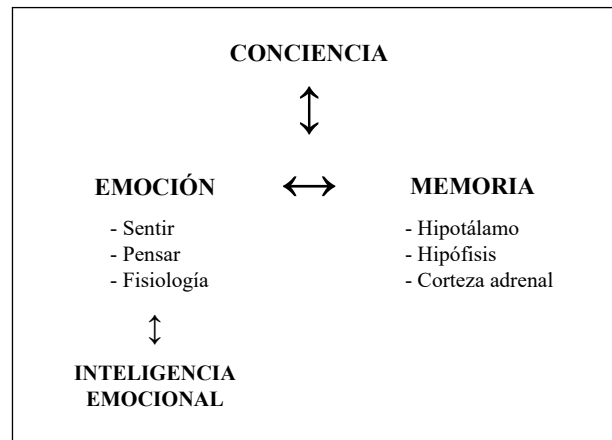 CONCIENCIA
EMOCIÓN
MEMORIA
- Sentir
- Pensar
- Fisiología
- Hipotálamo
- Hipófisis
- Corteza adrenal
INTELIGENCIA
EMOCIONAL